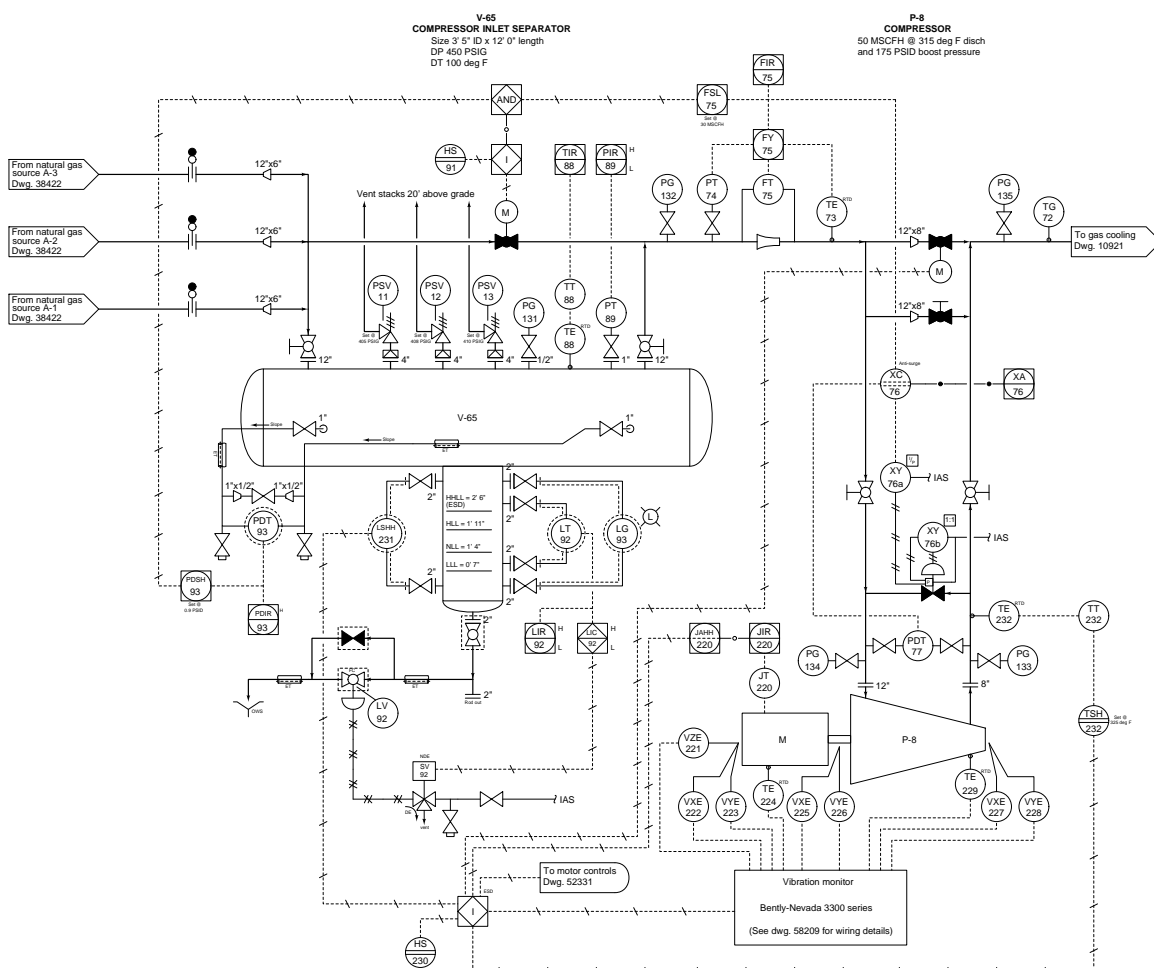 V-65
COMPRESSOR INLET SEPARATOR
Size 3' 5" ID x 12' 0" length
DP 450 PSIG
DT 100 deg F
P-8
COMPRESSOR
50 MSCFH @ 315 deg F disch
and 175 PSID boost pressure
FIR
75
AND
FSL
75
Set @
30 MSCFH
FY
75
HS
91
I
TIR
88
PIR
89
H
L
From natural gas
source A-3
Dwg. 38422
12"x6"
Vent stacks 20' above grade
M
PG
132
PT
74
FT
75
TE
73
RTD
PG
135
TG
72
From natural gas
source A-2
Dwg. 38422
12"x6"
12"x8"
To gas cooling
Dwg. 10921
M
From natural gas
source A-1
Dwg. 38422
12"x6"
PSV
11
PSV
12
PSV
13
PG
131
TT
88
PT
89
12"x8"
Set @
405 PSIG
Set @
408 PSIG
Set @
410 PSIG
TE
88
RTD
12"
4"
4"
4"
1/2"
1"
12"
Anti-surge
XC
76
XA
76
V-65
1"
1"
Slope
Slope
ET
ET
1"x1/2"
1"x1/2"
PDT
93
2"
2"
2"
2"
2"
2"
HHLL = 2' 6"
(ESD)
HLL = 1' 11"
NLL = 1' 4"
LLL = 0' 7"
LSHH
231
LT
92
LG
93
L
XY
76a
I/P
IAS
XY
76b
1:1
IAS
P
PDSH
93
Set @
0.9 PSID
PDIR
93
H
2"
LIR
92
H
L
LIC
92
H
L
JAHH
220
JIR
220
TE
232
RTD
TT
232
PG
134
PDT
77
PG
133
FC
ET
ET
LV
92
OWS
2"
Rod out
JT
220
12"
8"
TSH
232
Set @
325 deg F
VZE
221
M
P-8
NDE
SV
92
DE
vent
IAS
VXE
222
VYE
223
TE
224
RTD
VXE
225
VYE
226
TE
229
RTD
VXE
227
VYE
228
To motor controls
Dwg. 52331
ESD
I
HS
230
Vibration monitor
Bently-Nevada 3300 series
(See dwg. 58209 for wiring details)